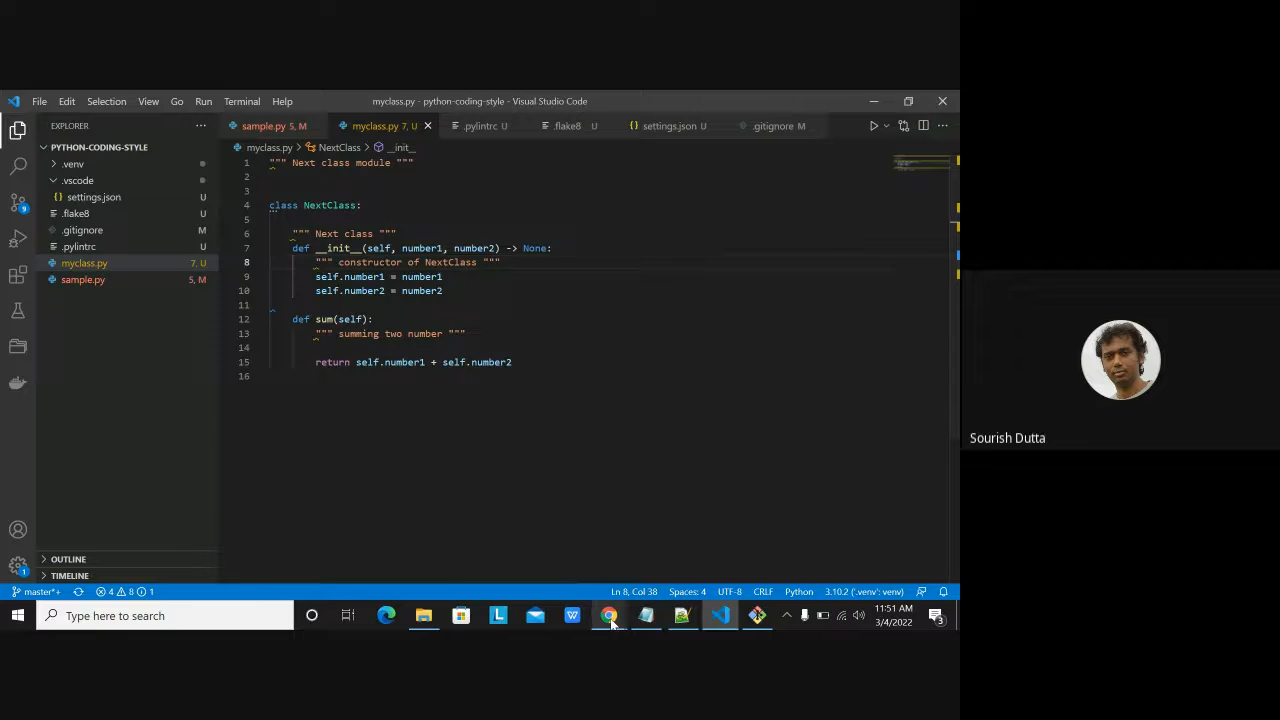 File Edit Selection View Go Run Terminal Help
myclass.py - python-coding-style - Visual Studio Code
EXPLORER
PYTHON-CODING-STYLE
.venv
.vscode
{} settings.json U
.flake8 U
.gitignore M
.pylintrc U
myclass.py 7, U
sample.py 5, M
OUTLINE
TIMELINE
sample.py 5, M
myclass.py 7, U
.pylintrc U
.flake8 U
{} settings.json U
.gitignore M
myclass.py > NextClass > __init__
1 """ Next class module """
2
3
4 class NextClass:
5
6 """ Next class """
7 def __init__(self, number1, number2) -> None:
8 """ constructor of NextClass """
9 self.number1 = number1
10 self.number2 = number2
11
12 def sum(self):
13 """ summing two number """
14
15 return self.number1 + self.number2
16
9
1
master*+ 4 8 1
Ln 8, Col 38 Spaces: 4 UTF-8 CRLF Python 3.10.2 ('.venv': venv)
Type here to search
L
W
11:51 AM
3/4/2022
3
Sourish Dutta